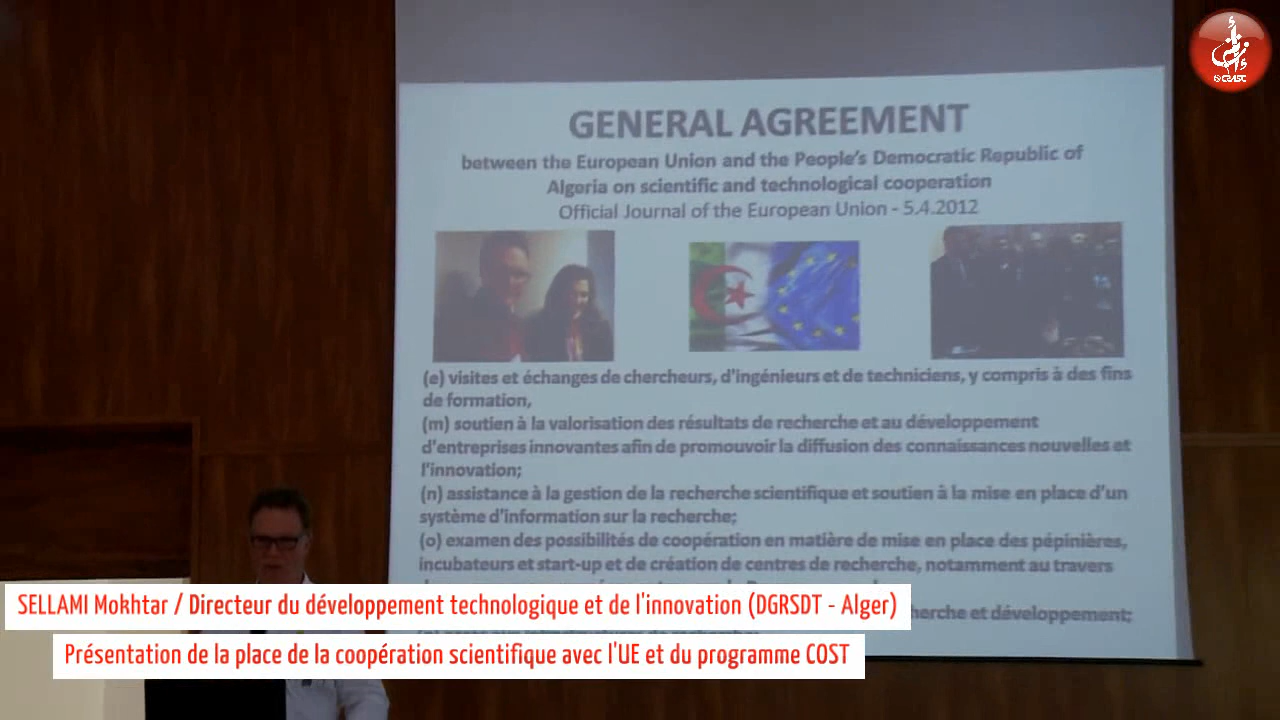 GENERAL AGREEMENT
between the European Union and the People's Democratic Republic of
Algeria on scientific and technological cooperation
Official Journal of the European Union - 5.4.2012
(e) visites et échanges de chercheurs, d'ingénieurs et de techniciens, y compris à des fins
de formation,
(m) soutien à la valorisation des résultats de recherche et au développement
d'entreprises innovantes afin de promouvoir la diffusion des connaissances nouvelles et
l'innovation;
(n) assistance à la gestion de la recherche scientifique et soutien à la mise en place d'un
système d'information sur la recherche;
(o) examen des possibilités de coopération en matière de mise en place des pépinières,
incubateurs et start-up et de création de centres de recherche, notamment au travers
et développement;
SELLAMI Mokhtar / Directeur du développement technologique et de l'innovation (DGRSDT - Alger)
Présentation de la place de la coopération scientifique avec l'UE et du programme COST